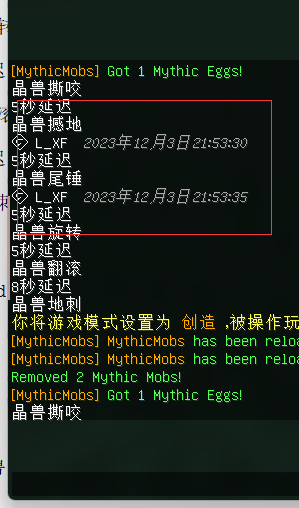 [MythicMobs] Got 1 Mythic Eggs!
晶兽撕咬
5秒延迟
晶兽撼地
L_XF 2023年12月3日 21:53:30
5秒延迟
晶兽尾锤
L_XF 2023年12月3日 21:53:35
5秒延迟
晶兽旋转
5秒延迟
晶兽翻滚
8秒延迟
晶兽地刺
你将游戏模式设置为 创造 ,被操作玩
[MythicMobs] MythicMobs has been reloa
[MythicMobs] MythicMobs has been reloa
Removed 2 Mythic Mobs!
[MythicMobs] Got 1 Mythic Eggs!
晶兽撕咬